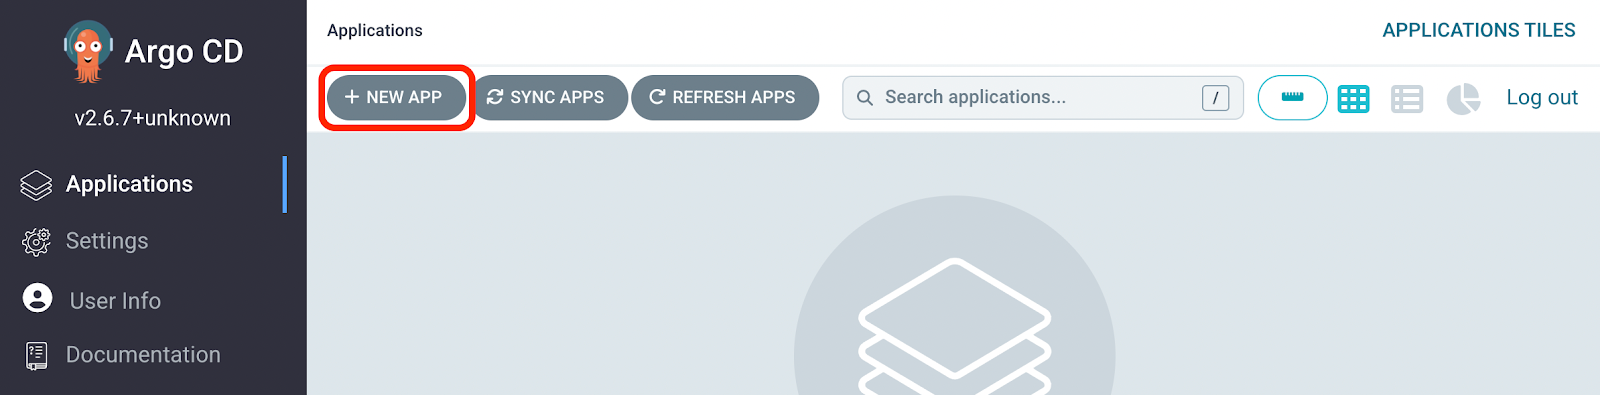 Argo CD
v2.6.7+unknown
Applications
Settings
User Info
Documentation
Applications
APPLICATIONS TILES
+ NEW APP
SYNC APPS
REFRESH APPS
Search applications...
/
Log out